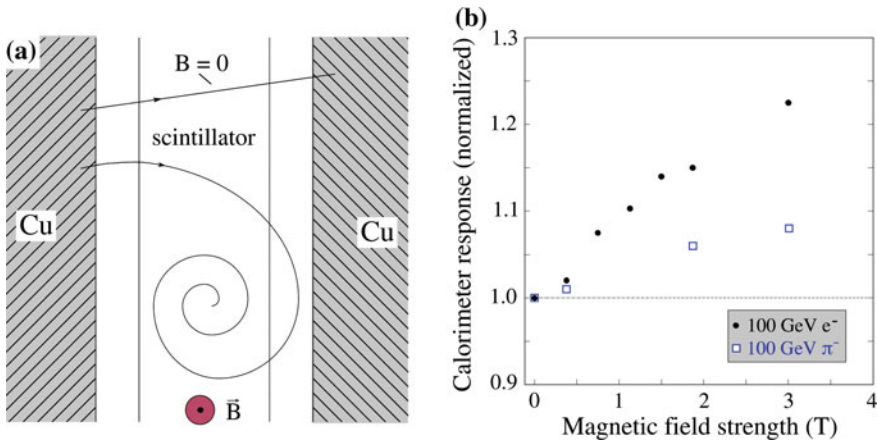 (a)
B = 0
scintillator
Cu
Cu
B
(b)
Calorimeter response (normalized)
1.3
1.2
1.1
1.0
0.9
100 GeV e-
100 GeV π-
0
1
2
3
4
Magnetic field strength (T)